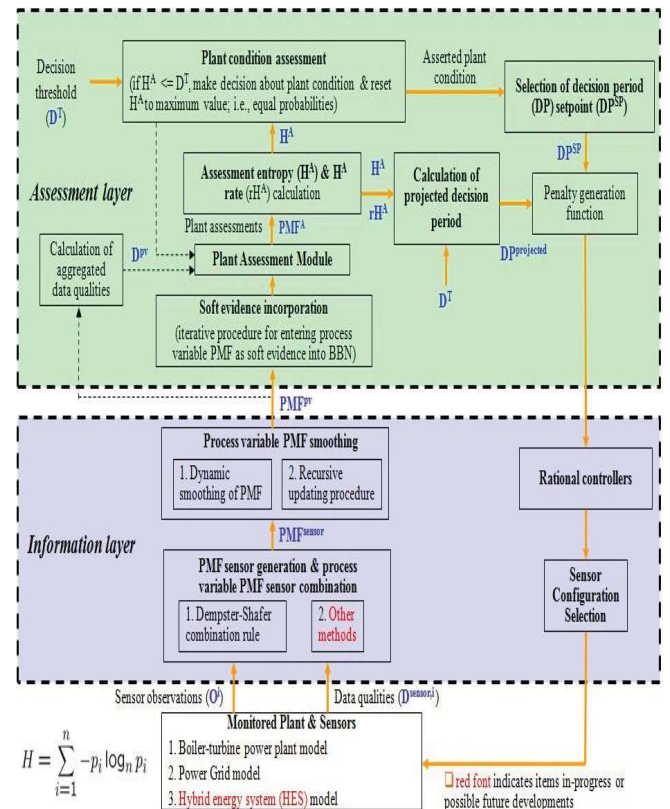 Plant condition assessment
(if H^A <= D^T, make decision about plant condition & reset
H^A to maximum value; i.e., equal probabilities)
Decision
threshold
(D^T)
Asserted plant
condition
Selection of decision period
(DP) setpoint (DP^SP)
H^A
DP^SP
Assessment layer
Assessment entropy (H^A) & H^A
rate (rH^A) calculation
H^A
rH^A
Calculation of
projected decision
period
Penalty generation
function
Plant assessments
PMF^A
DP^projected
Calculation of
aggregated
data qualities
D^pv
Plant Assessment Module
D^T
Soft evidence incorporation
(iterative procedure for entering process
variable PMF as soft evidence into BBN)
PMF^pv
Information layer
Process variable PMF smoothing
1. Dynamic
smoothing of PMF
2. Recursive
updating procedure
Rational controllers
PMF^sensor
PMF sensor generation & process
variable PMF sensor combination
1. Dempster-Shafer
combination rule
2. Other
methods
Sensor
Configuration
Selection
Sensor observations (O^i)
Data qualities (D^sensor,i)
Monitored Plant & Sensors
1. Boiler-turbine power plant model
2. Power Grid model
3. Hybrid energy system (HES) model
H = \sum_{i=1}^{n} -p_i \log_n p_i
❑ red font indicates items in-progress or
possible future developments